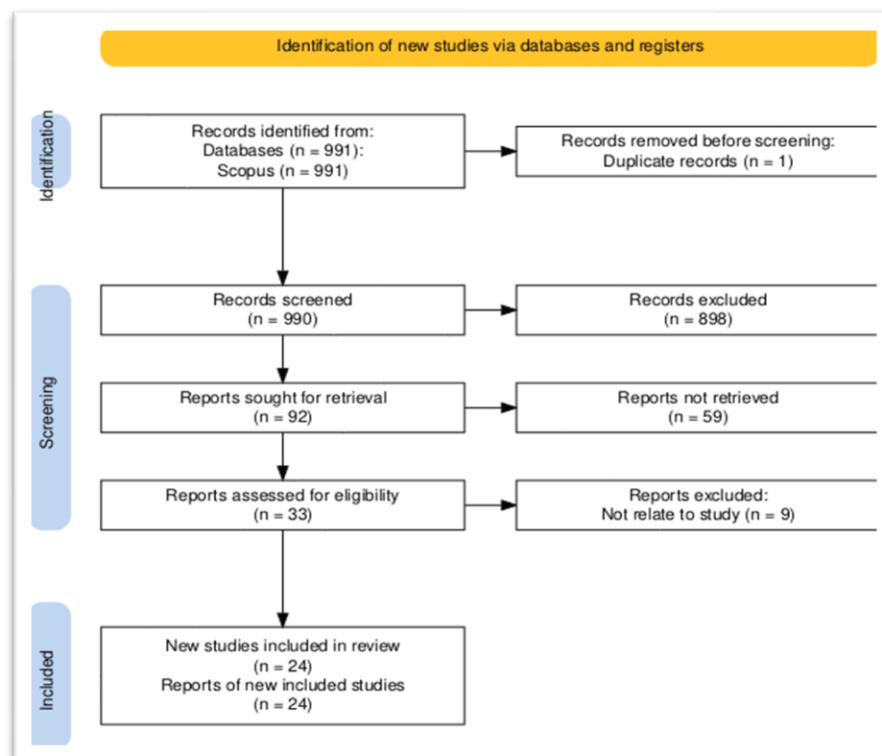 Identification of new studies via databases and registers
Identification
Records identified from:
Databases (n = 991):
Scopus (n = 991)
Records removed before screening:
Duplicate records (n = 1)
Screening
Records screened
(n = 990)
Records excluded
(n = 898)
Reports sought for retrieval
(n = 92)
Reports not retrieved
(n = 59)
Reports assessed for eligibility
(n = 33)
Reports excluded:
Not relate to study (n = 9)
Included
New studies included in review
(n = 24)
Reports of new included studies
(n = 24)